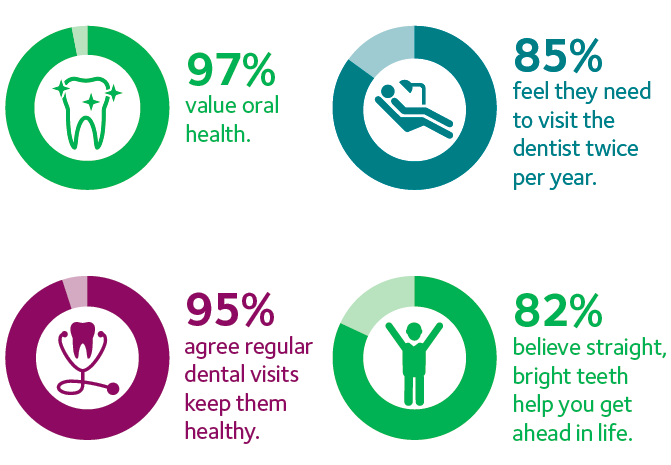 97%
value oral
health.
85%
feel they need
to visit the
dentist twice
per year.
95%
agree regular
dental visits
keep them
healthy.
82%
believe straight,
bright teeth
help you get
ahead in life.